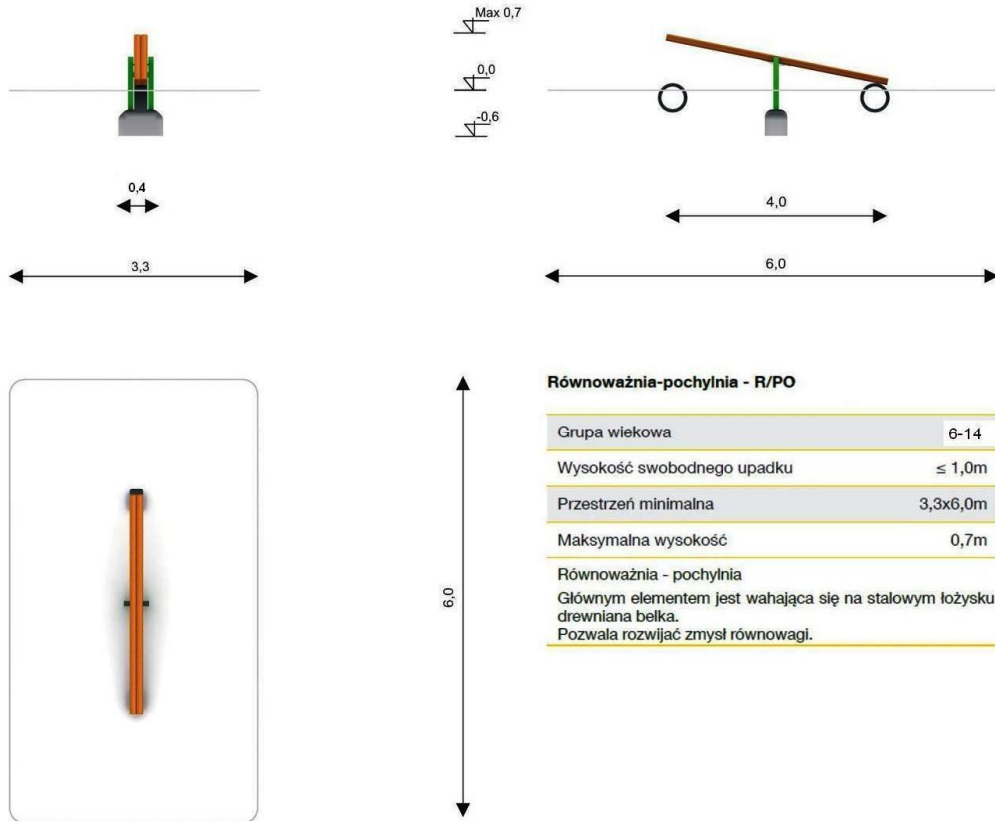 Max 0,7
0,0
-0,6
0,4
4,0
3,3
6,0
6,0
Równoważnia-pochylnia - R/PO
Grupa wiekowa 6-14
Wysokość swobodnego upadku ≤ 1,0m
Przestrzeń minimalna 3,3x6,0m
Maksymalna wysokość 0,7m
Równoważnia - pochylnia
Głównym elementem jest wahająca się na stalowym łożysku
drewniana belka.
Pozwala rozwijać zmysł równowagi.